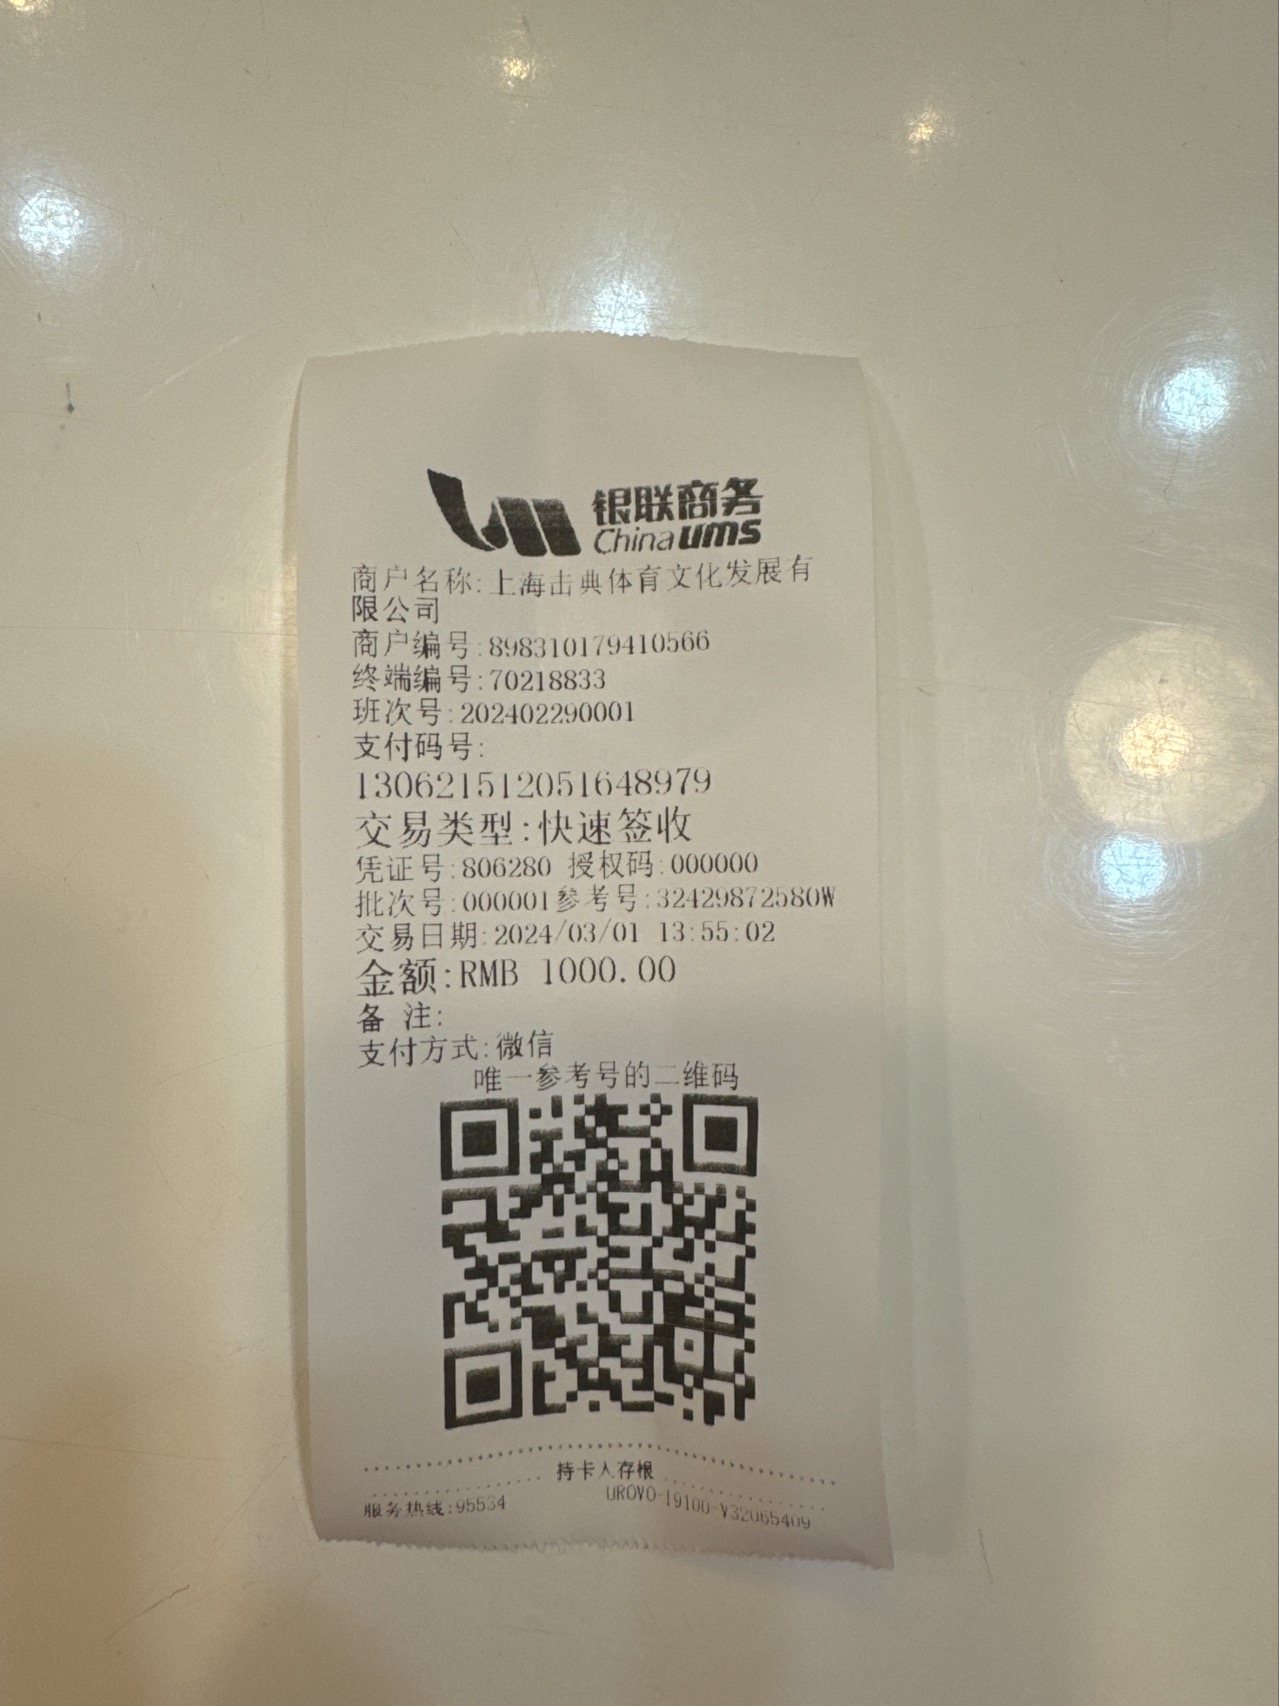 银联商务
China ums
商户名称:上海击典体育文化发展有
限公司
商户编号:898310179410566
终端编号:70218833
班次号:202402290001
支付码号:
130621512051648979
交易类型:快速签收
凭证号:806280 授权码:000000
批次号:000001参考号:32429872580W
交易日期:2024/03/01 13:55:02
金额:RMB 1000.00
备 注:
支付方式:微信
唯一参考号的二维码
持卡人存根
服务热线:95534 UROVO-I9100-V32065409